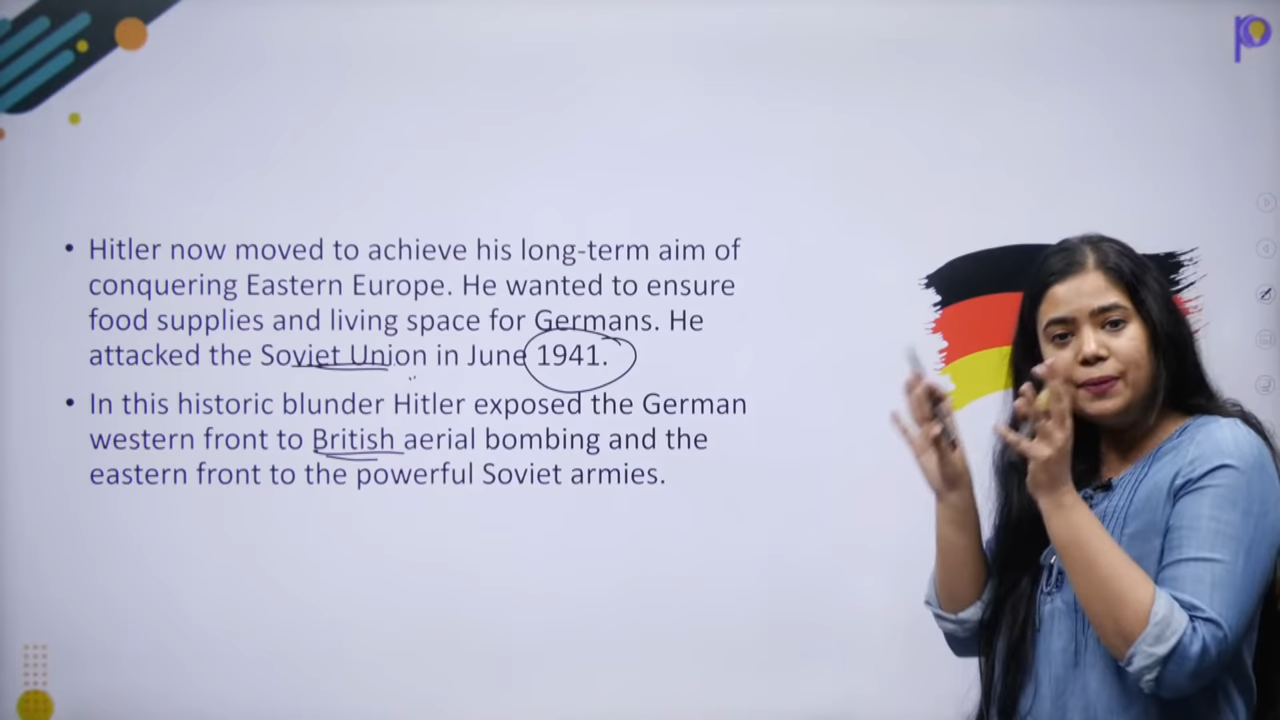 • Hitler now moved to achieve his long-term aim of
conquering Eastern Europe. He wanted to ensure
food supplies and living space for Germans. He
attacked the Soviet Union in June 1941.
• In this historic blunder Hitler exposed the German
western front to British aerial bombing and the
eastern front to the powerful Soviet armies.